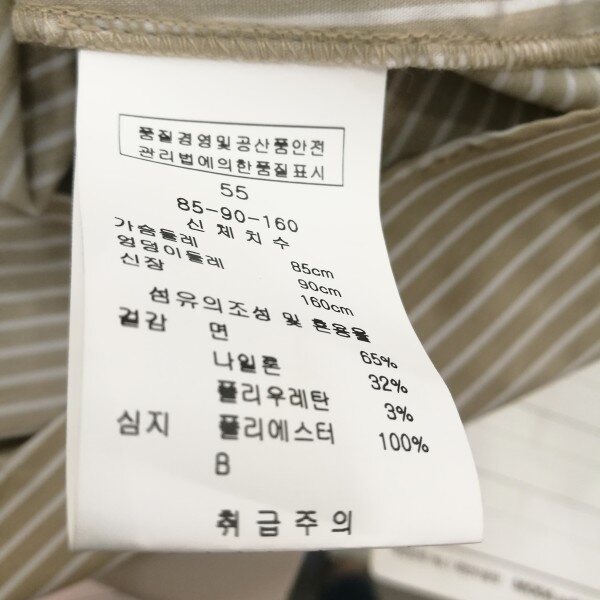 품질경영및공산품안전
관리법에의한품질표시
55
85-90-160
신체치수
가슴둘레 85cm
엉덩이둘레 90cm
신장 160cm
섬유의조성 및 혼용율
겉감 면 65%
나일론 32%
폴리우레탄 3%
심지 폴리에스터 100%
B
취급주의